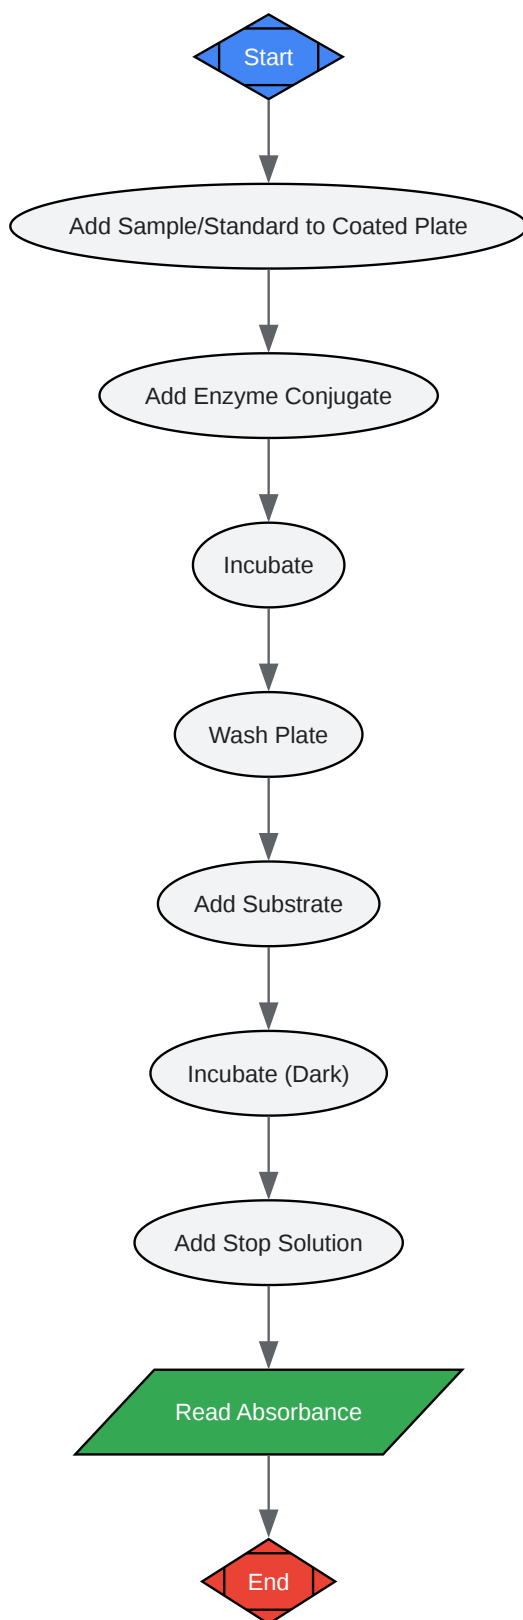 Start
Add Sample/Standard to Coated Plate
Add Enzyme Conjugate
Incubate
Wash Plate
Add Substrate
Incubate (Dark)
Add Stop Solution
Read Absorbance
End